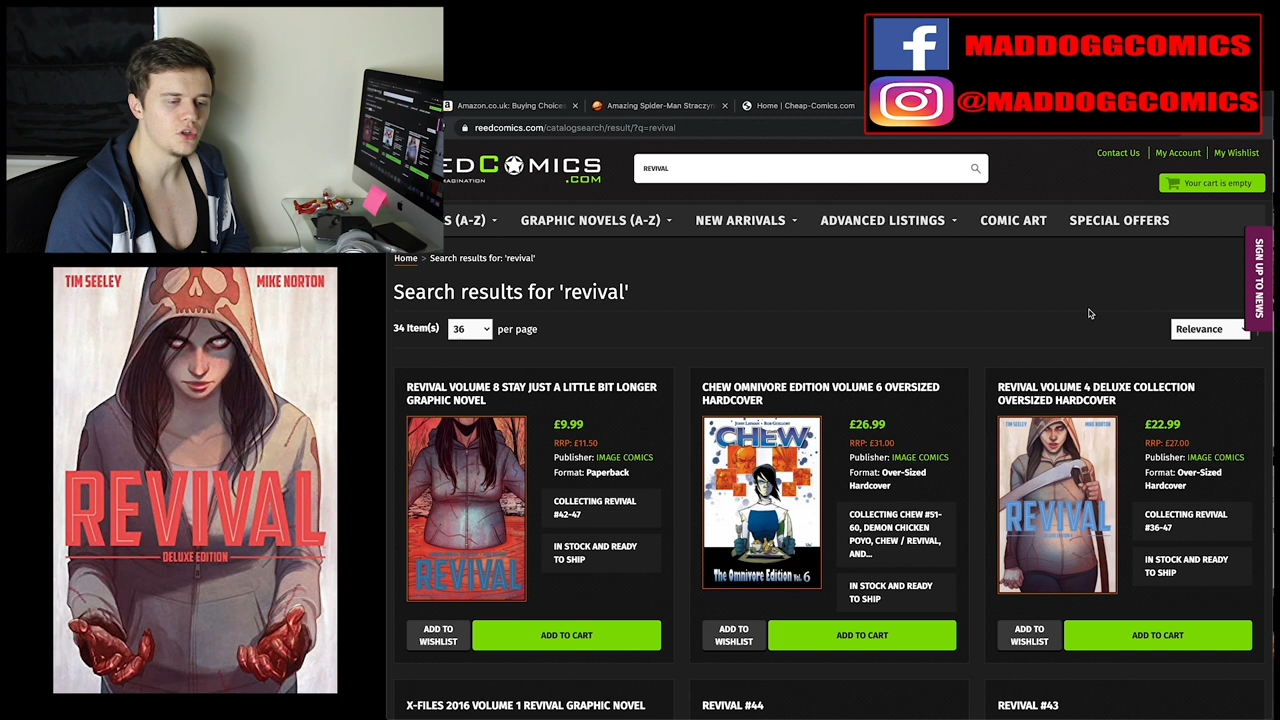 MADDOGGCOMICS
@MADDOGGCOMICS
Amazon.co.uk: Buying Choices
Amazing Spider-Man Straczyn
Home | Cheap-Comics.com
reedcomics.com/catalogsearch/result/?q=revival
EDCOMICS
.COM
REVIVAL
Contact Us
My Account
My Wishlist
Your cart is empty
S (A-Z)
GRAPHIC NOVELS (A-Z)
NEW ARRIVALS
ADVANCED LISTINGS
COMIC ART
SPECIAL OFFERS
SIGN UP TO NEWS
Home > Search results for: 'revival'
Search results for 'revival'
34 Item(s)
36
per page
Relevance
TIM SEELEY
MIKE NORTON
REVIVAL
DELUXE EDITION
REVIVAL VOLUME 8 STAY JUST A LITTLE BIT LONGER
GRAPHIC NOVEL
REVIVAL
£9.99
RRP: £11.50
Publisher: IMAGE COMICS
Format: Paperback
COLLECTING REVIVAL
#42-47
IN STOCK AND READY
TO SHIP
ADD TO
WISHLIST
ADD TO CART
CHEW OMNIVORE EDITION VOLUME 6 OVERSIZED
HARDCOVER
CHEW
The Omnivore Edition Vol. 6
£26.99
RRP: £31.00
Publisher: IMAGE COMICS
Format: Over-Sized
Hardcover
COLLECTING CHEW #51-
60, DEMON CHICKEN
POYO, CHEW / REVIVAL,
AND...
IN STOCK AND READY
TO SHIP
ADD TO
WISHLIST
ADD TO CART
REVIVAL VOLUME 4 DELUXE COLLECTION
OVERSIZED HARDCOVER
TIM SEELEY
MIKE NORTON
REVIVAL
£22.99
RRP: £27.00
Publisher: IMAGE COMICS
Format: Over-Sized
Hardcover
COLLECTING REVIVAL
#36-47
IN STOCK AND READY
TO SHIP
ADD TO
WISHLIST
ADD TO CART
X-FILES 2016 VOLUME 1 REVIVAL GRAPHIC NOVEL
REVIVAL #44
REVIVAL #43